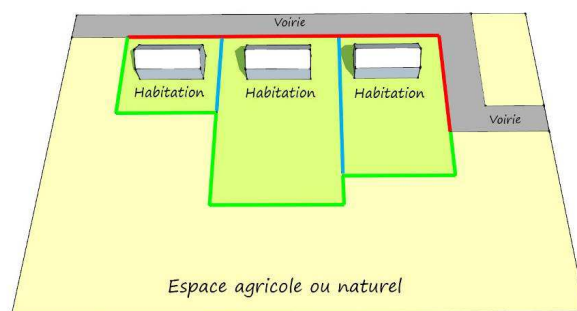 Voirie
Habitation
Habitation
Habitation
Voirie
Espace agricole ou naturel